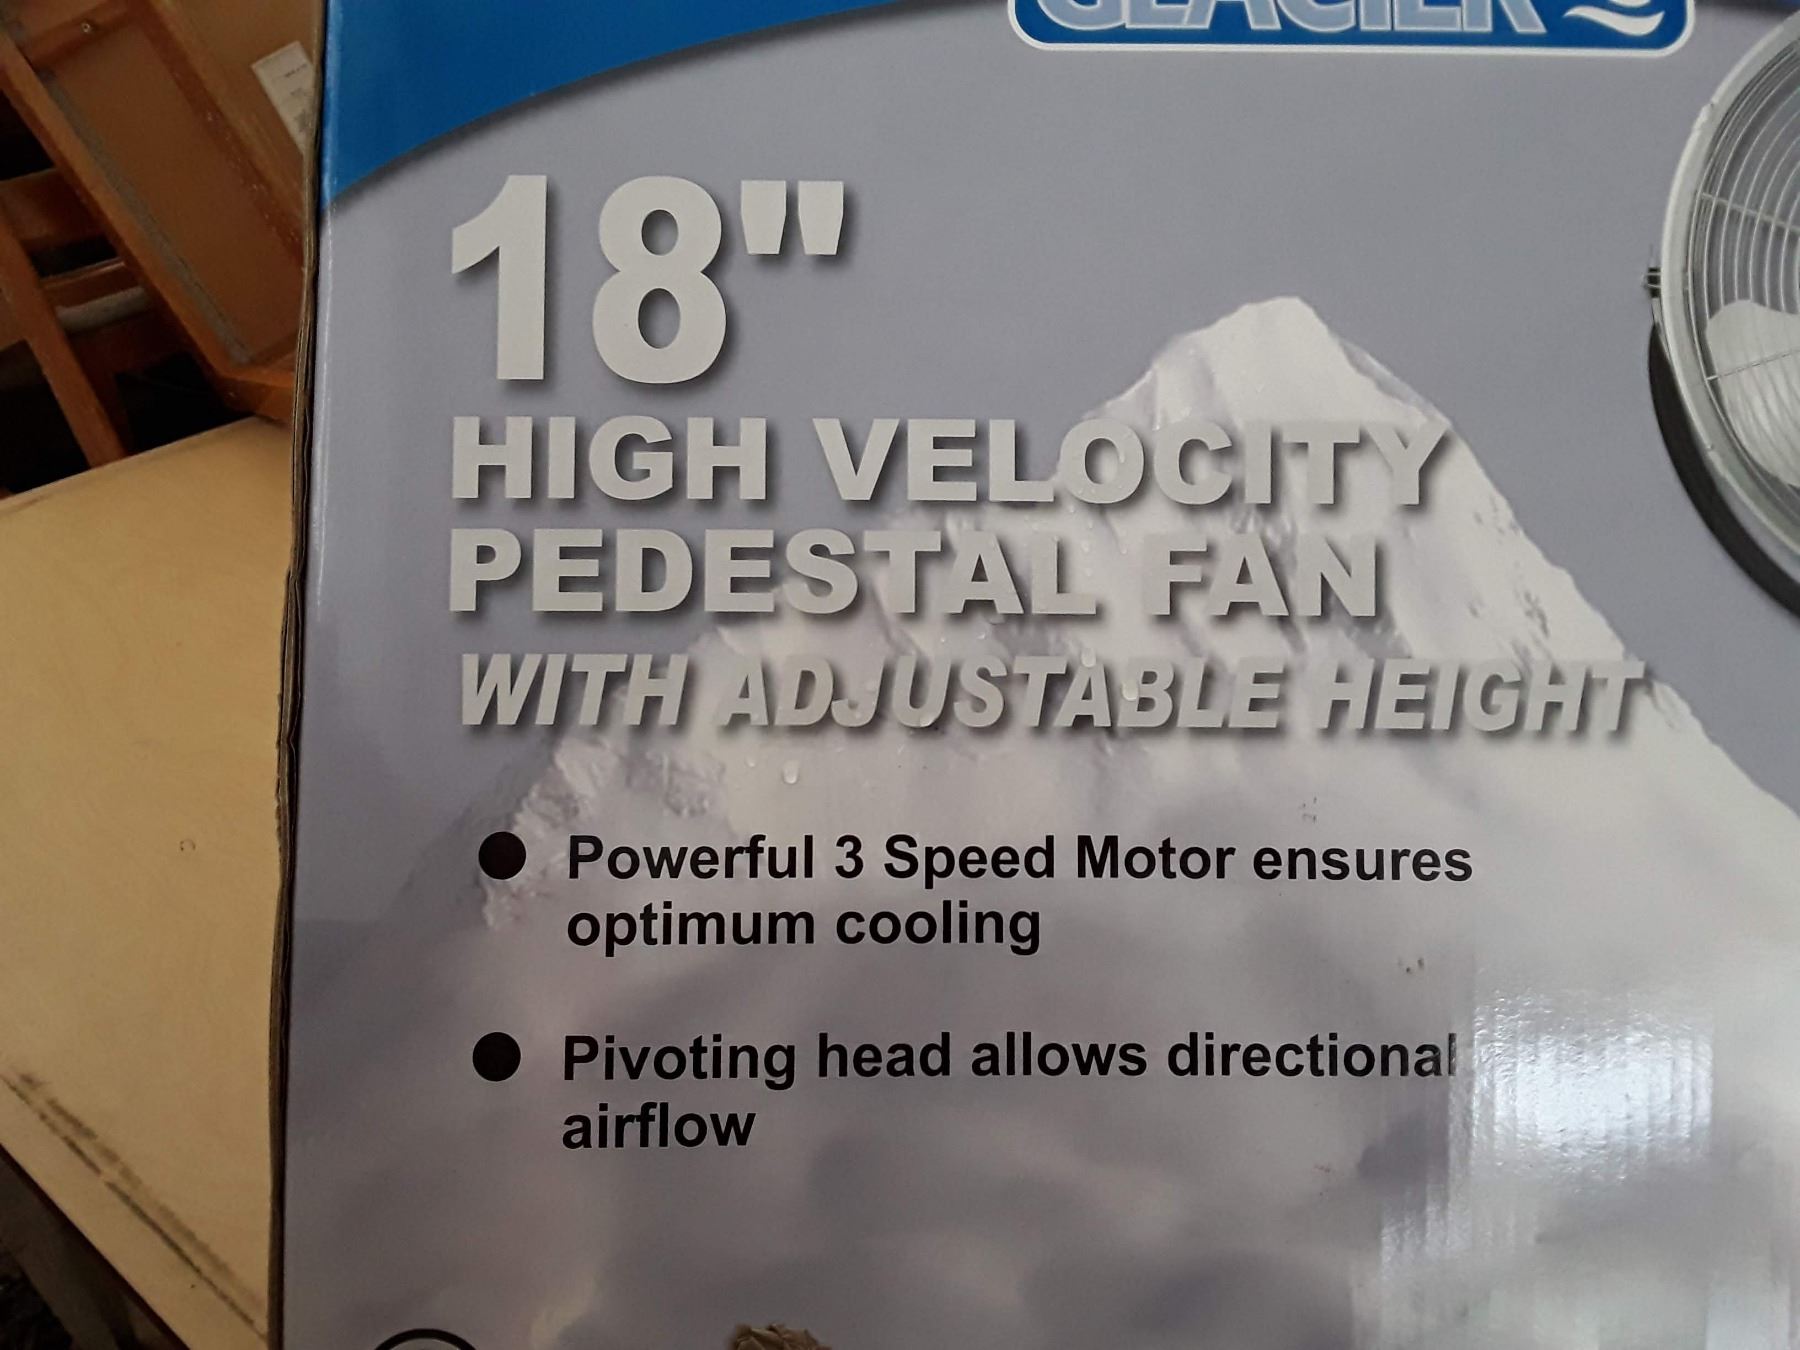 GLACIER
18"
HIGH VELOCITY
PEDESTAL FAN
WITH ADJUSTABLE HEIGHT
Powerful 3 Speed Motor ensures
optimum cooling
Pivoting head allows directional
airflow